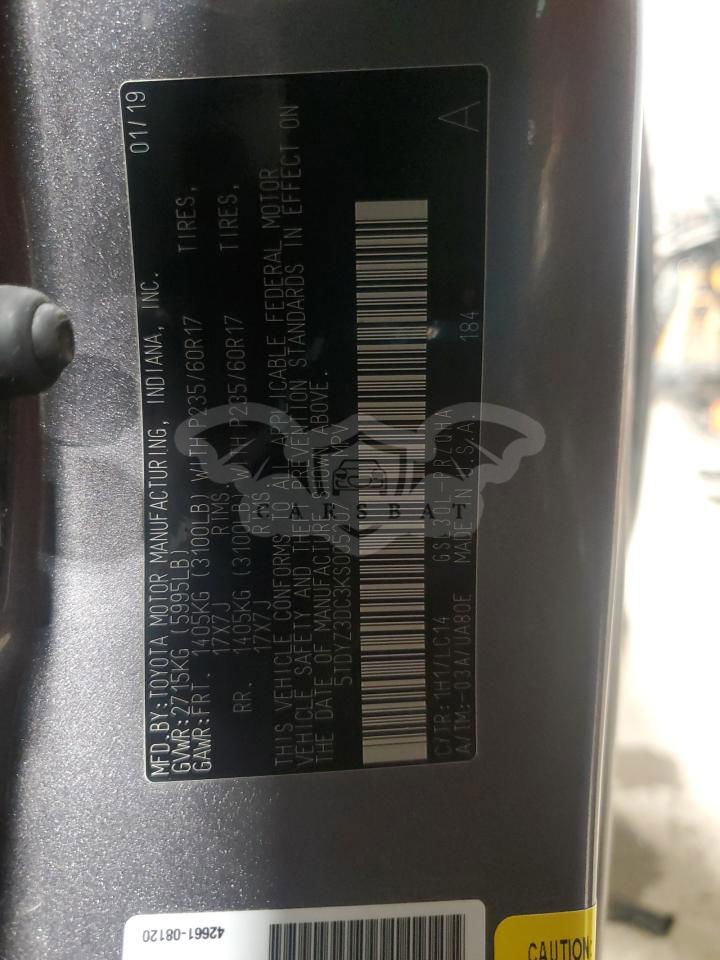 MFD.BY:TOYOTA MOTOR MANUFACTURING, INDIANA, INC. 01/19
GVWR:2715KG (5995LB)
GAWR:FRT. 1405KG (3100LB) WITH P235/60R17 TIRES,
17X7J RIMS
RR. 1405KG (3100LB) WITH P235/60R17 TIRES,
17X7J RIMS
THIS VEHICLE CONFORMS TO ALL APPLICABLE FEDERAL MOTOR
VEHICLE SAFETY AND THEFT PREVENTION STANDARDS IN EFFECT ON
THE DATE OF MANUFACTURE SHOWN ABOVE.
MPV
A
C/TR:1H1/LC14
A/TM:-03A/UA80E
MADE IN U.S.A. 184
CARSBAT
42661-08120
CAUTION: